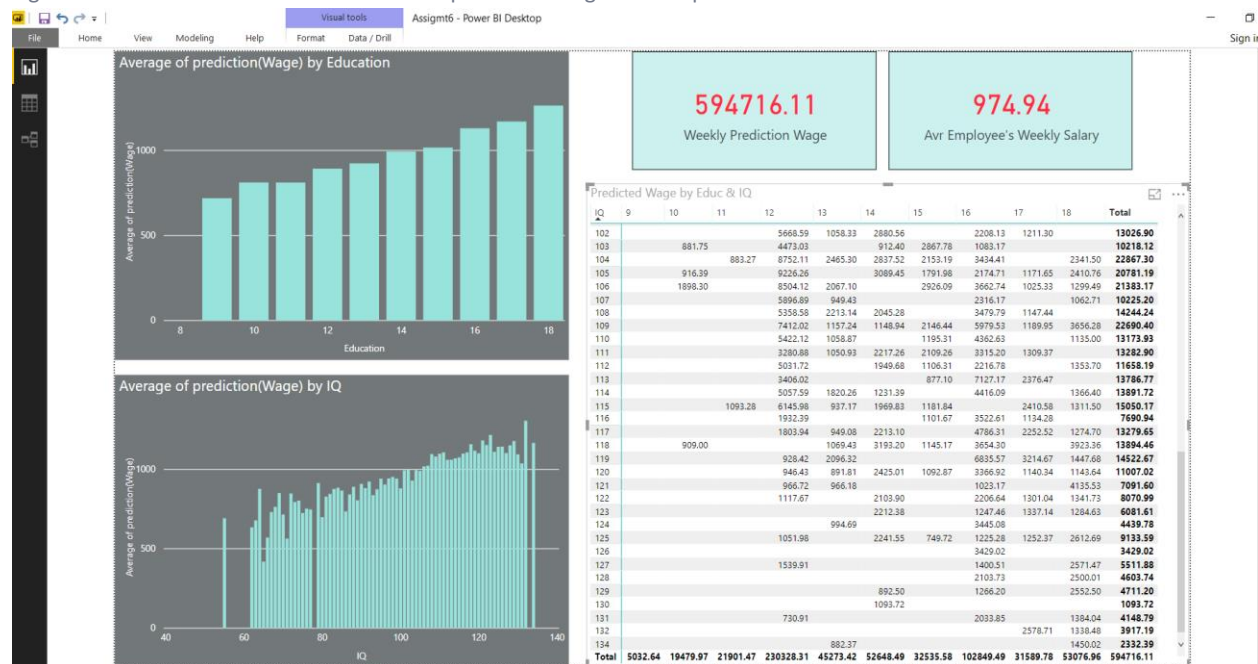 Visual tools
Assigmt6 - Power BI Desktop
File Home View Modeling Help Format Data / Drill
Average of prediction(Wage) by Education
Average of prediction(Wage)
1000
500
0
8 10 12 14 16 18
Education
Average of prediction(Wage) by IQ
Average of prediction(Wage)
1000
500
0
40 60 80 100 120 140
IQ
594716.11
Weekly Prediction Wage
974.94
Avr Employee's Weekly Salary
Predicted Wage by Educ & IQ
IQ 9 10 11 12 13 14 15 16 17 18 Total
102 5668.59 1058.33 2880.56 2208.13 1211.30 13026.90
103 881.75 4473.03 912.40 2867.78 1083.17 10218.12
104 883.27 8752.11 2465.30 2837.52 2153.19 3434.41 2341.50 22867.30
105 916.39 9226.26 3089.45 1791.98 2174.71 1171.65 2410.76 20781.19
106 1898.30 8504.12 2067.10 2926.09 3662.74 1025.33 1299.49 21383.17
107 5896.89 949.43 2316.17 1062.71 10225.20
108 5358.58 2213.14 2045.28 3479.79 1147.44 14244.24
109 7412.02 1157.24 1148.94 2146.44 5979.53 1189.95 3656.28 22690.40
110 5422.12 1058.87 1195.31 4362.63 1135.00 13173.93
111 3280.88 1050.93 2217.26 2109.26 3315.20 1309.37 13282.90
112 5031.72 1949.68 1106.31 2216.78 1353.70 11658.19
113 3406.02 877.10 7127.17 2376.47 13786.77
114 5057.59 1820.26 1231.39 4416.09 1366.40 13891.72
115 1093.28 6145.98 937.17 1969.83 1181.84 2410.58 1311.50 15050.17
116 1932.39 1101.67 3522.61 1134.28 7690.94
117 1803.94 949.08 2213.10 4786.31 2252.52 1274.70 13279.65
118 909.00 1069.43 3193.20 1145.17 3654.30 3923.36 13894.46
119 928.42 2096.32 6835.57 3214.67 1447.68 14522.67
120 946.43 891.81 2425.01 1092.87 3366.92 1140.34 1143.64 11007.02
121 966.72 966.18 1023.17 4135.53 7091.60
122 1117.67 2103.90 2206.64 1301.04 1341.73 8070.99
123 2212.38 1247.46 1337.14 1284.63 6081.61
124 994.69 3445.08 4439.78
125 1051.98 2241.55 749.72 1225.28 1252.37 2612.69 9133.59
126 3429.02 3429.02
127 1539.91 1400.51 2571.47 5511.88
128 2103.73 2500.01 4603.74
129 892.50 1266.20 2552.50 4711.20
130 1093.72 1093.72
131 730.91 2033.85 1384.04 4148.79
132 2578.71 1338.48 3917.19
134 882.37 1450.02 2332.39
Total 5032.64 19479.97 21901.47 230328.31 45273.42 52648.49 32535.58 102849.49 31589.78 53076.96 594716.11